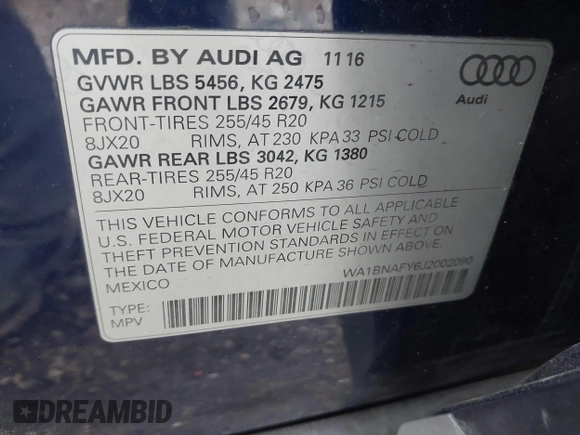 MFD. BY AUDI AG 11 16
GVWR LBS 5456, KG 2475
GAWR FRONT LBS 2679, KG 1215
FRONT-TIRES 255/45 R20
8JX20 RIMS, AT 230 KPA 33 PSI COLD
GAWR REAR LBS 3042, KG 1380
REAR-TIRES 255/45 R20
8JX20 RIMS, AT 250 KPA 36 PSI COLD
Audi
THIS VEHICLE CONFORMS TO ALL APPLICABLE
U.S. FEDERAL MOTOR VEHICLE SAFETY AND
THEFT PREVENTION STANDARDS IN EFFECT ON
THE DATE OF MANUFACTURE SHOWN ABOVE.
MEXICO WA1BNAFY6J2002090
TYPE:
MPV
DREAMBID